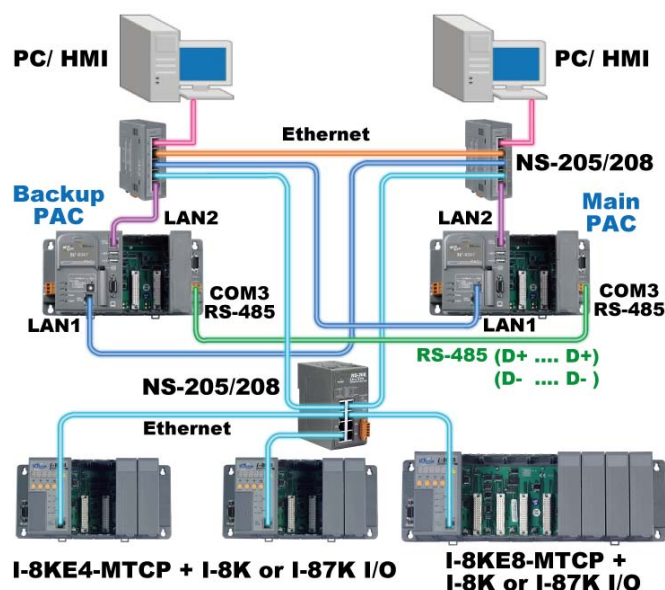 PC/ HMI
PC/ HMI
Ethernet
NS-205/208
Backup
PAC
LAN2
LAN2
Main
PAC
COM3
RS-485
COM3
RS-485
LAN1
LAN1
RS-485 (D+ .... D+)
(D- .... D- )
NS-205/208
Ethernet
I-8KE4-MTCP + I-8K or I-87K I/O
I-8KE8-MTCP +
I-8K or I-87K I/O